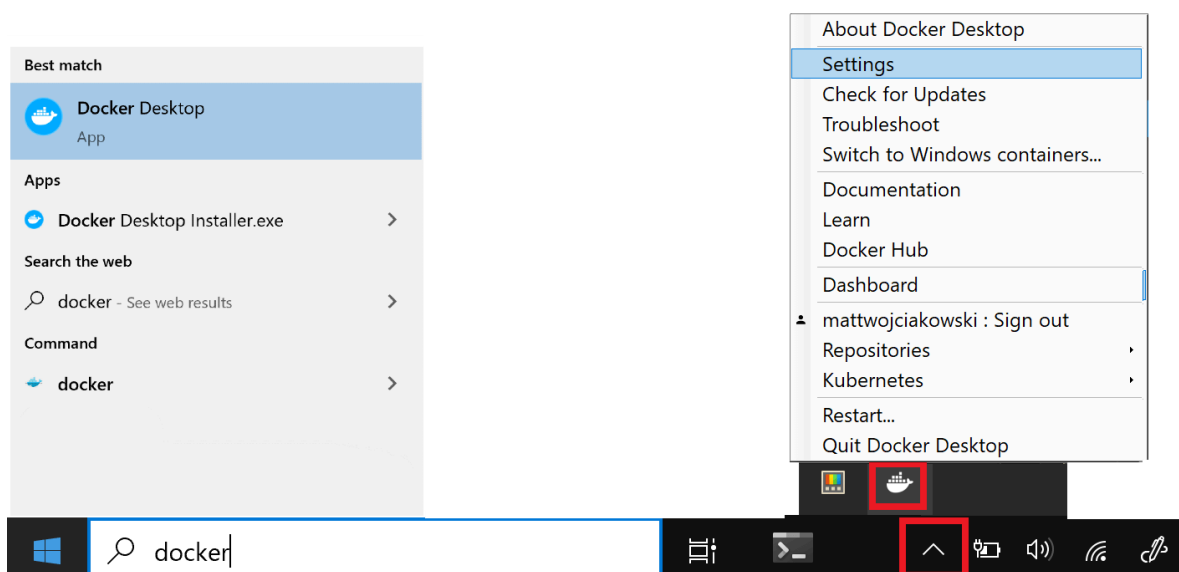 Best match
Docker Desktop
App
Apps
Docker Desktop Installer.exe
Search the web
docker - See web results
Command
docker
docker
About Docker Desktop
Settings
Check for Updates
Troubleshoot
Switch to Windows containers...
Documentation
Learn
Docker Hub
Dashboard
mattwojciakowski : Sign out
Repositories
Kubernetes
Restart...
Quit Docker Desktop